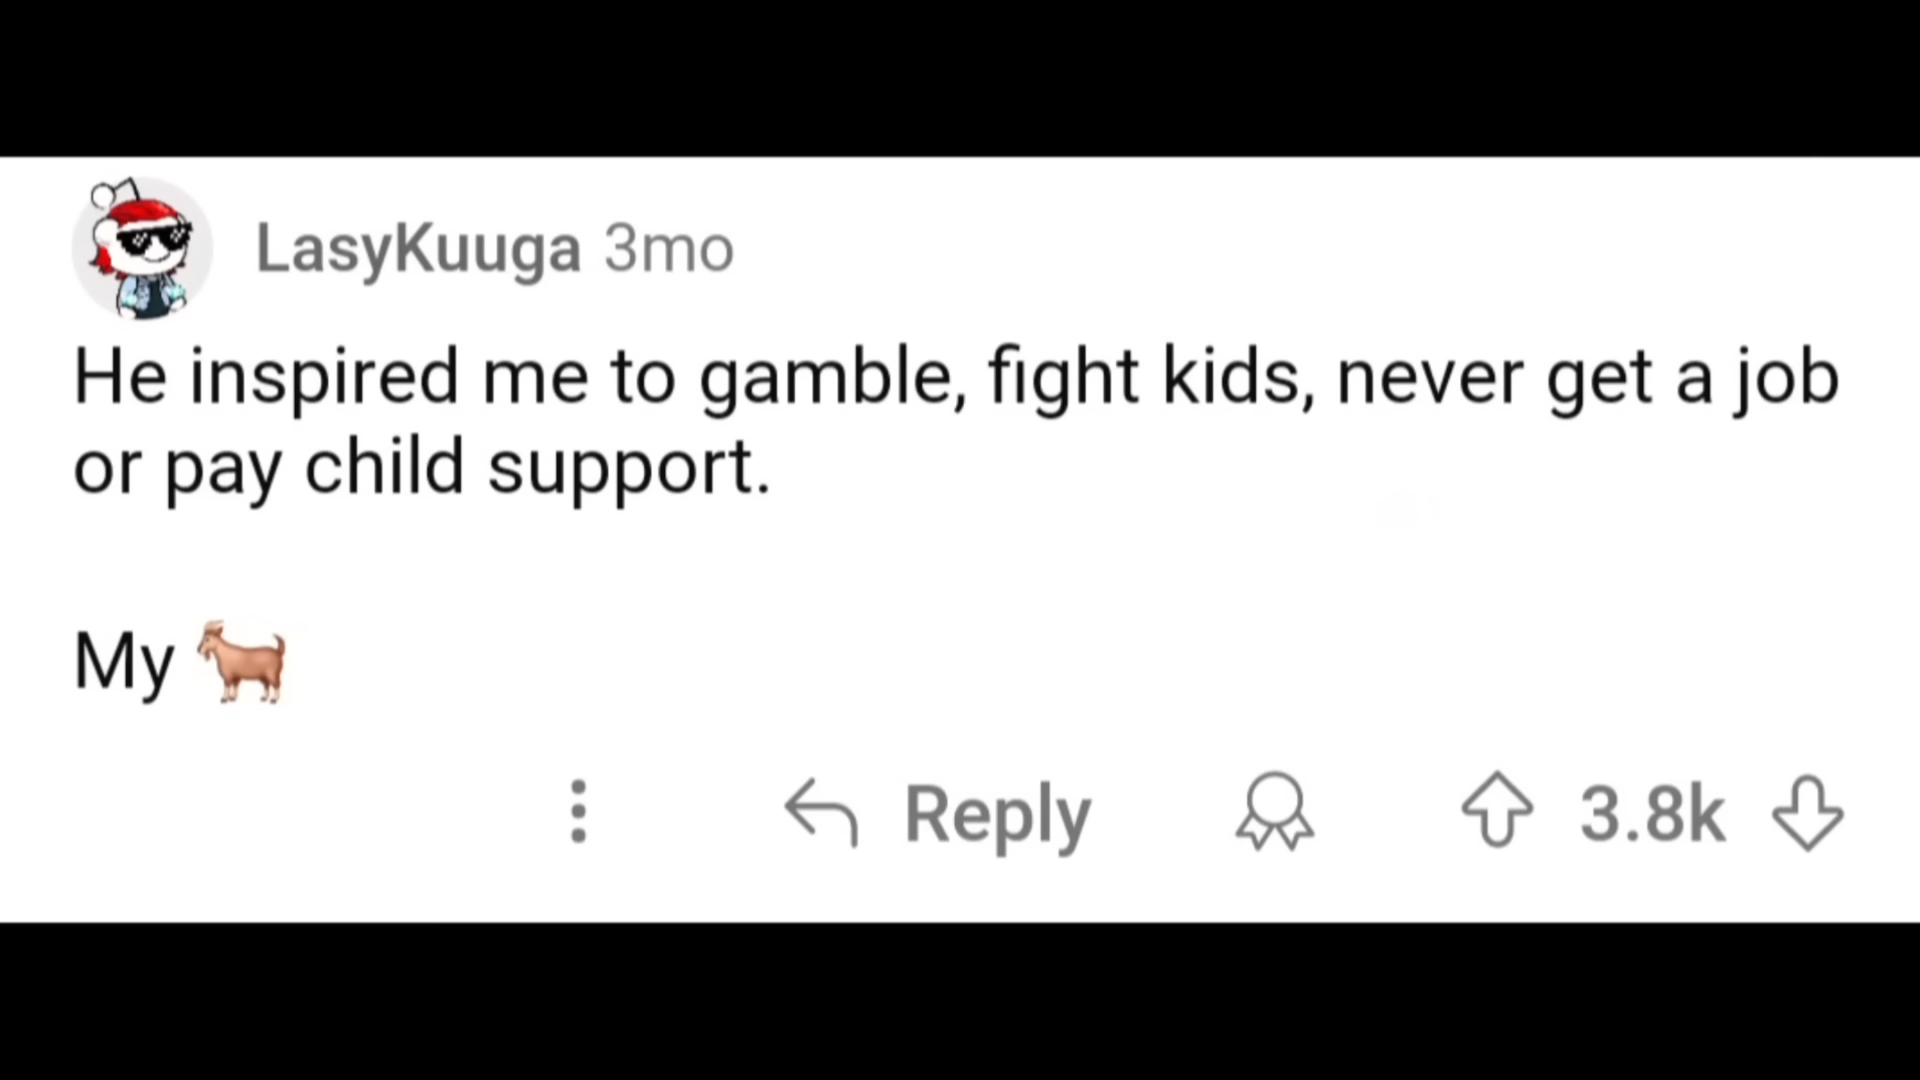 LasyKuuga 3mo
He inspired me to gamble, fight kids, never get a job
or pay child support.
My 🐐
Reply 3.8k